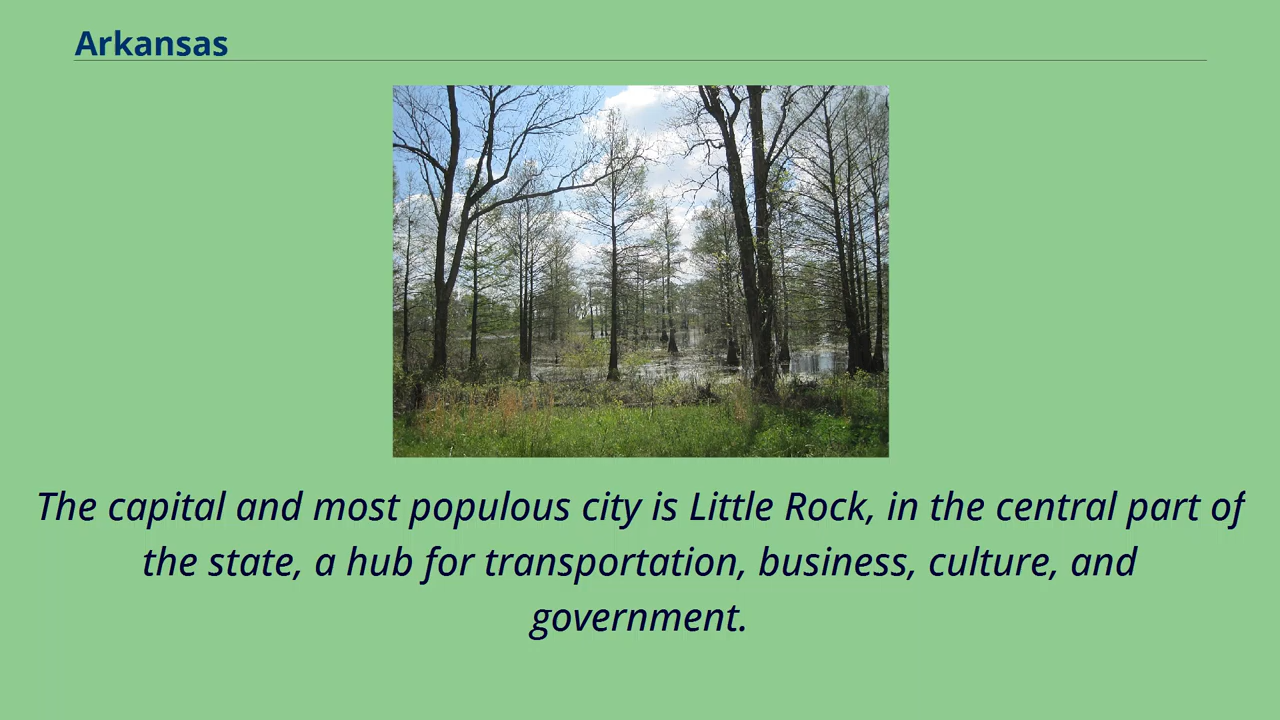 Arkansas
The capital and most populous city is Little Rock, in the central part of
the state, a hub for transportation, business, culture, and
government.